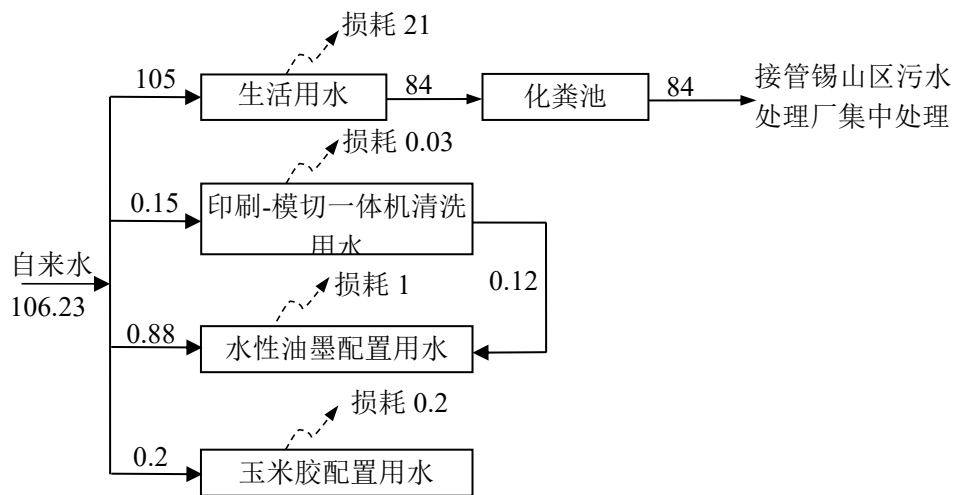 损耗 21
105
生活用水
84
化粪池
84
接管锡山区污水
处理厂集中处理
损耗 0.03
0.15
印刷-模切一体机清洗
用水
自来水
106.23
0.12
损耗 1
0.88
水性油墨配置用水
损耗 0.2
0.2
玉米胶配置用水